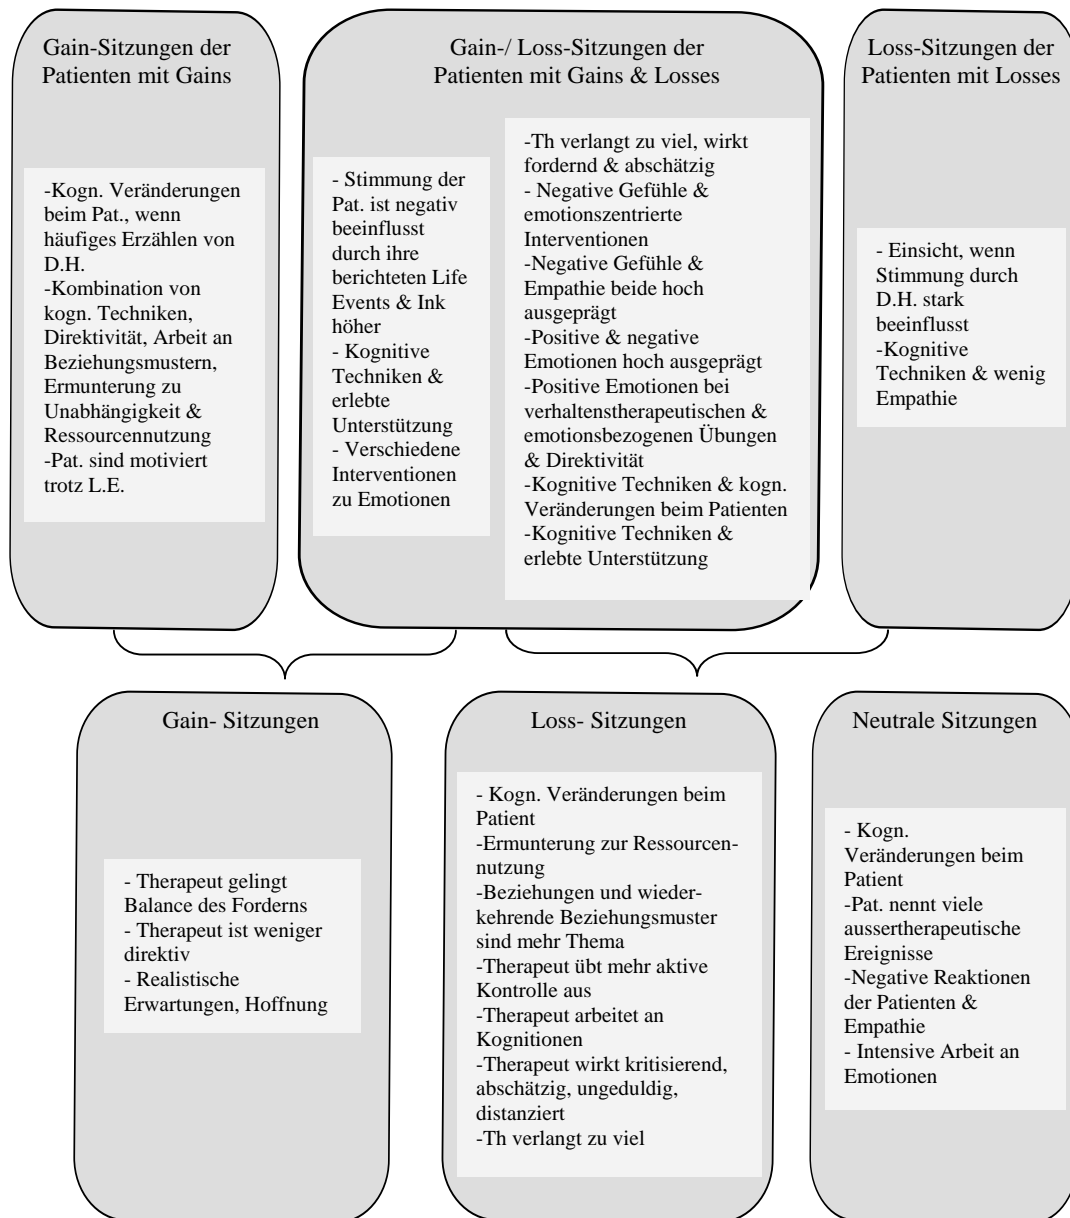 Gain-Sitzungen der
Patienten mit Gains
-Kogn. Veränderungen
beim Pat., wenn
häufiges Erzählen von
D.H.
-Kombination von
kogn. Techniken,
Direktivität, Arbeit an
Beziehungsmustern,
Ermunterung zu
Unabhängigkeit &
Ressourcennutzung
-Pat. sind motiviert
trotz L.E.
Gain-/ Loss-Sitzungen der
Patienten mit Gains & Losses
- Stimmung der
Pat. ist negativ
beeinflusst
durch ihre
berichteten Life
Events & Ink
höher
- Kognitive
Techniken &
erlebte
Unterstützung
- Verschiedene
Interventionen
zu Emotionen
-Th verlangt zu viel, wirkt
fordernd & abschätzig
- Negative Gefühle &
emotionszentrierte
Interventionen
-Negative Gefühle &
Empathie beide hoch
ausgeprägt
-Positive & negative
Emotionen hoch ausgeprägt
-Positive Emotionen bei
verhaltenstherapeutischen &
emotionsbezogenen Übungen
& Direktivität
-Kognitive Techniken & kogn.
Veränderungen beim Patienten
-Kognitive Techniken &
erlebte Unterstützung
Loss-Sitzungen der
Patienten mit Losses
- Einsicht, wenn
Stimmung durch
D.H. stark
beeinflusst
-Kognitive
Techniken & wenig
Empathie
Gain- Sitzungen
- Therapeut gelingt
Balance des Forderns
- Therapeut ist weniger
direktiv
- Realistische
Erwartungen, Hoffnung
Loss- Sitzungen
- Kogn. Veränderungen beim
Patient
-Ermunterung zur Ressourcen-
nutzung
-Beziehungen und wieder-
kehrende Beziehungsmuster
sind mehr Thema
-Therapeut übt mehr aktive
Kontrolle aus
-Therapeut arbeitet an
Kognitionen
-Therapeut wirkt kritisierend,
abschätzig, ungeduldig,
distanziert
-Th verlangt zu viel
Neutrale Sitzungen
- Kogn.
Veränderungen beim
Patient
-Pat. nennt viele
aussertherapeutische
Ereignisse
-Negative Reaktionen
der Patienten &
Empathie
- Intensive Arbeit an
Emotionen